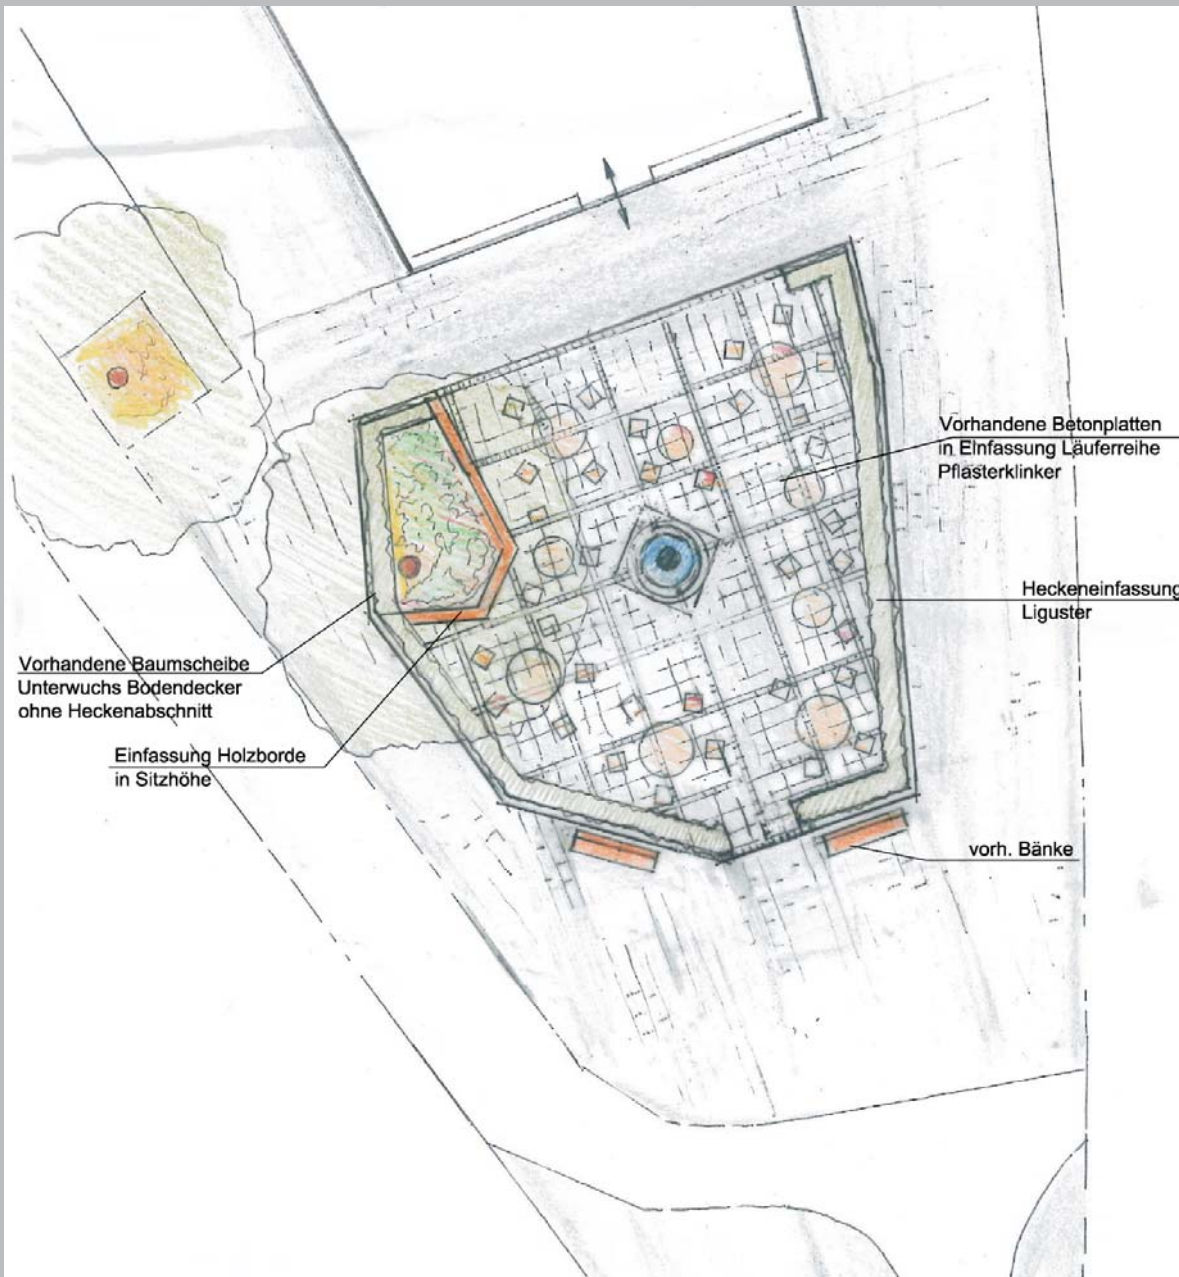 Vorhandene Betonplatten
in Einfassung Läuferreihe
Pflasterklinker
Heckeneinfassung
Liguster
Vorhandene Baumscheibe
Unterwuchs Bodendecker
ohne Heckenabschnitt
Einfassung Holzborde
in Sitzhöhe
vorh. Bänke